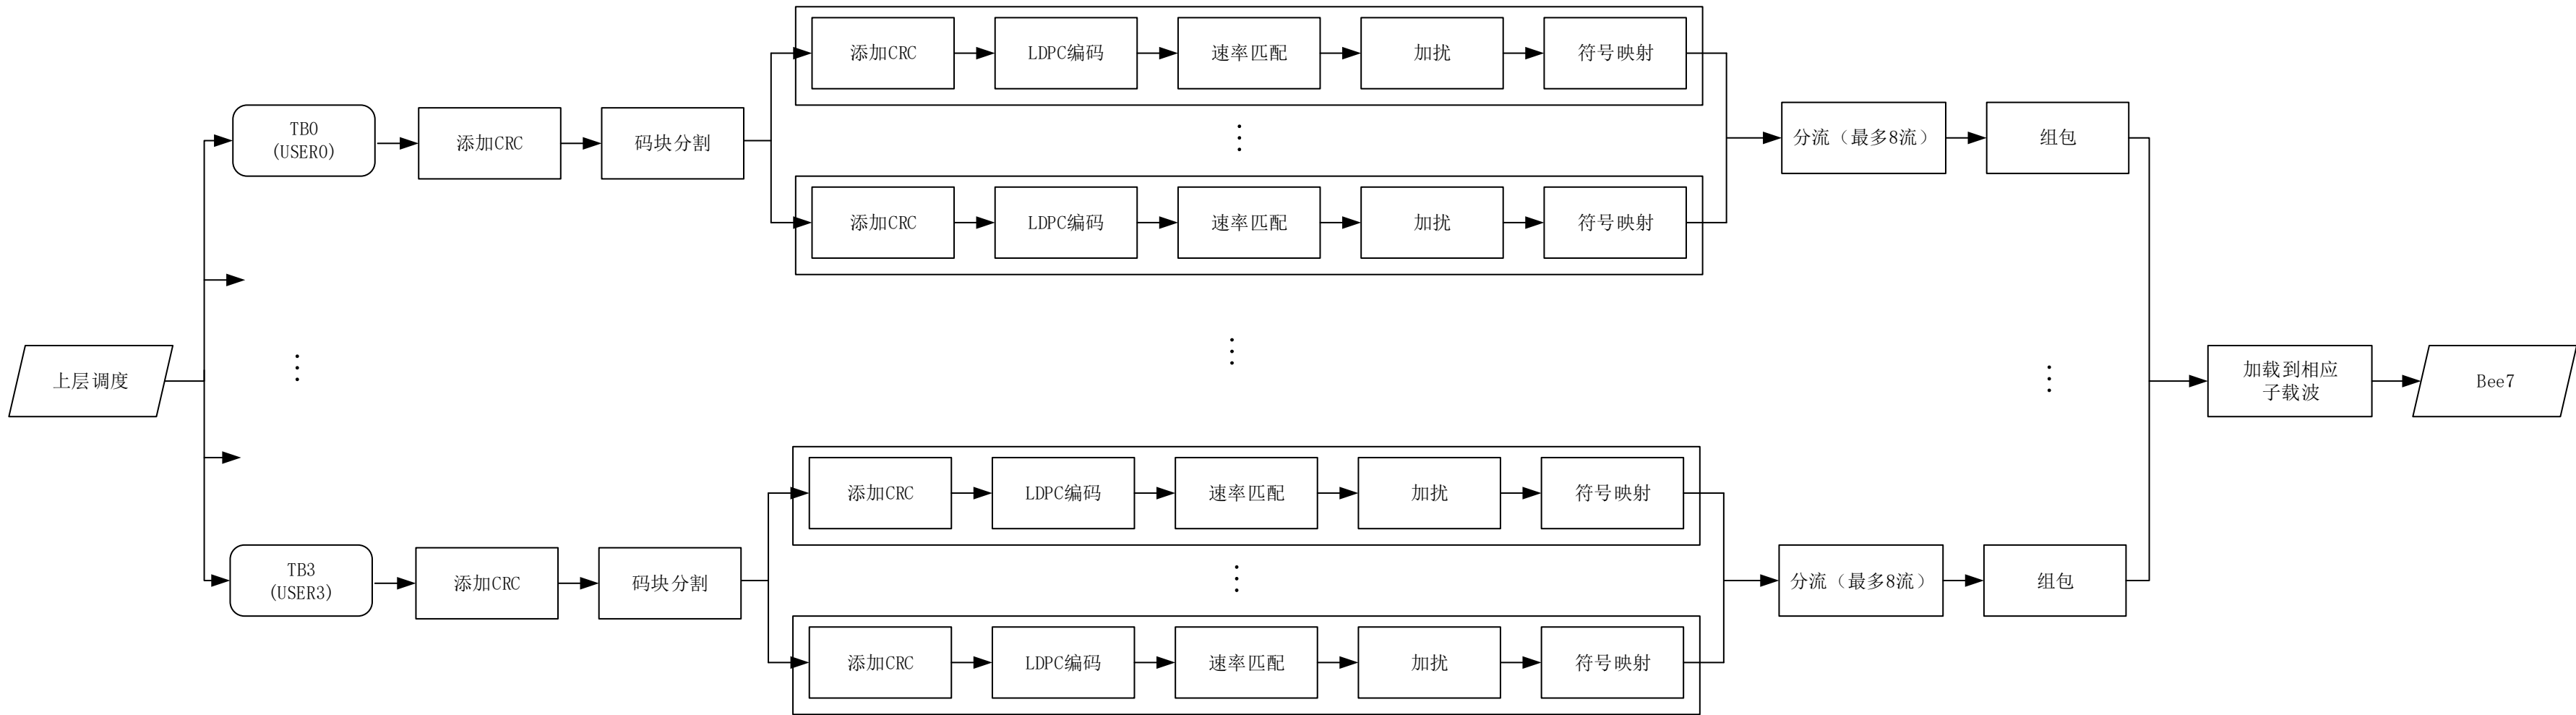 上层调度
TB0
(USER0)
添加CRC
码块分割
添加CRC
LDPC编码
速率匹配
加扰
符号映射
添加CRC
LDPC编码
速率匹配
加扰
符号映射
分流（最多8流）
组包
TB3
(USER3)
添加CRC
码块分割
添加CRC
LDPC编码
速率匹配
加扰
符号映射
添加CRC
LDPC编码
速率匹配
加扰
符号映射
分流（最多8流）
组包
加载到相应
子载波
Bee7